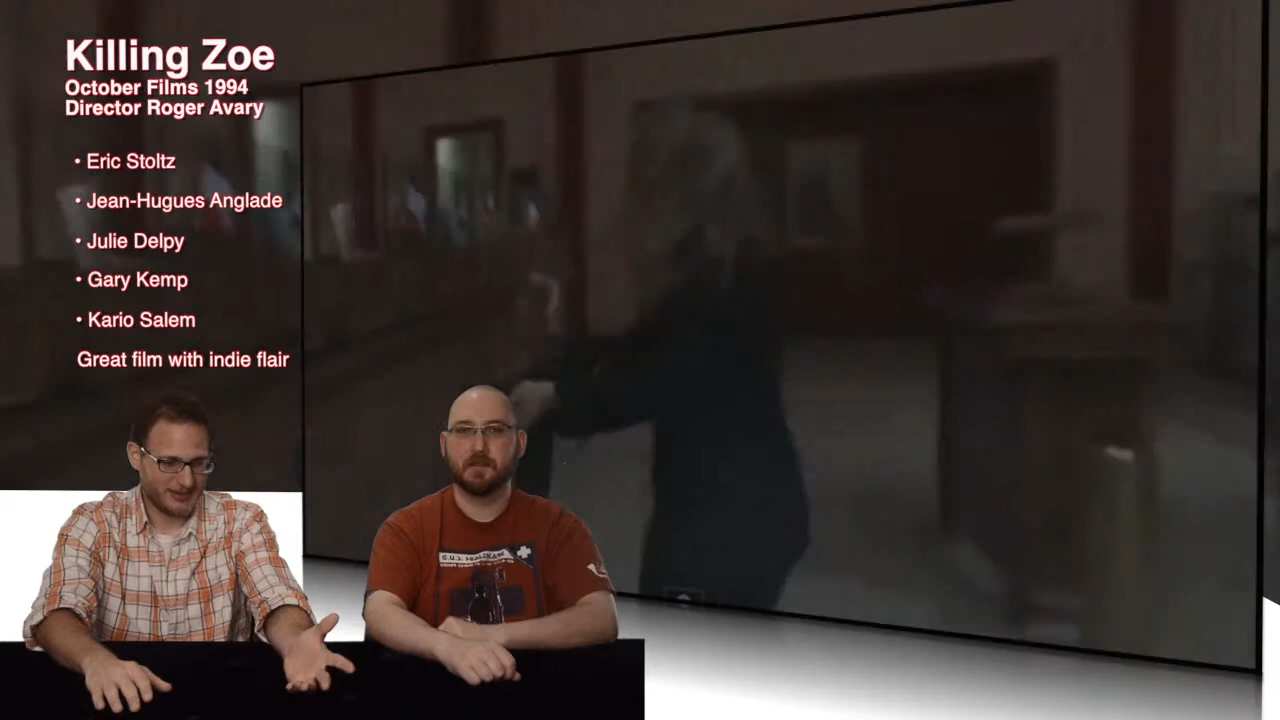 Killing Zoe
October Films 1994
Director Roger Avary
• Eric Stoltz
• Jean-Hugues Anglade
• Julie Delpy
• Gary Kemp
• Kario Salem
Great film with indie flair